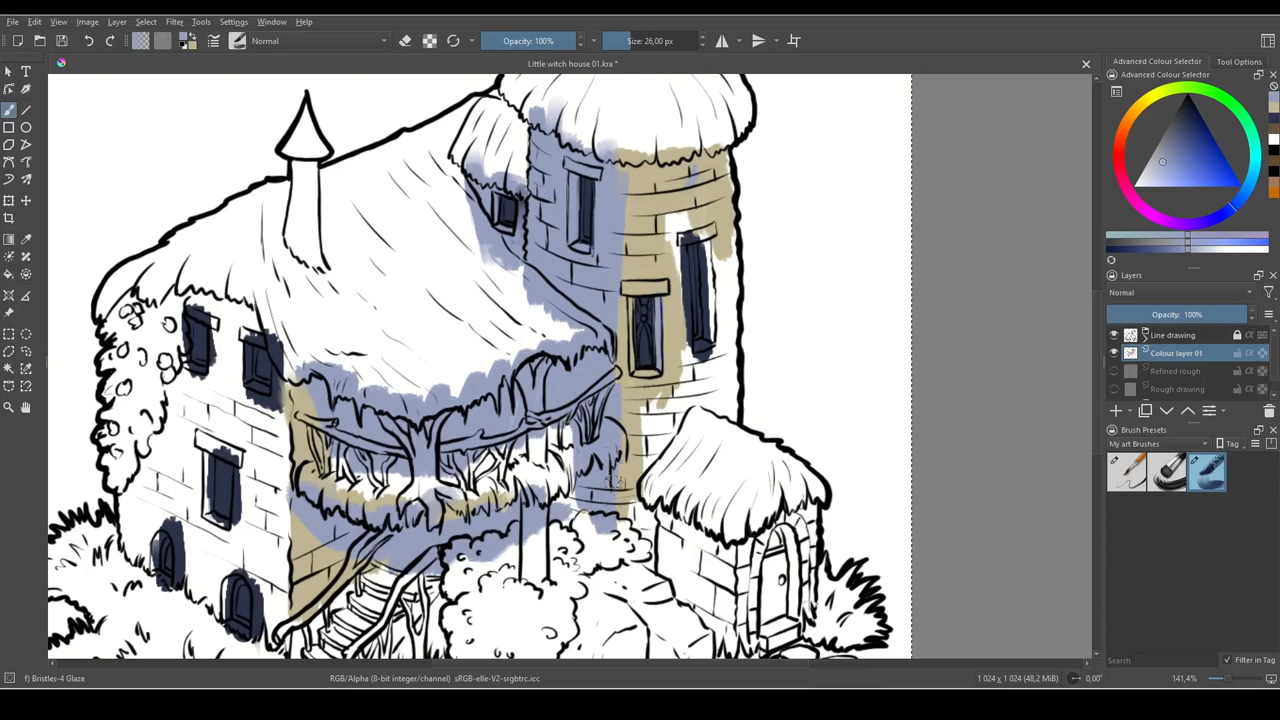 File Edit View Image Layer Select Filter Tools Settings Window Help
Normal Opacity: 100% Size: 26,00 px
Little witch house 01.kra *
Advanced Colour Selector Tool Options
Advanced Colour Selector
Layers
Normal
Opacity: 100%
Line drawing
Colour layer 01
Refined rough
Rough drawing
Brush Presets
My art Brushes Tag
Search Filter in Tag
f) Bristles-4 Glaze RGB/Alpha (8-bit integer/channel) sRGB-elle-V2-srgbtrc.icc 1 024 x 1 024 (48,2 MiB) 0,00° 141,4%